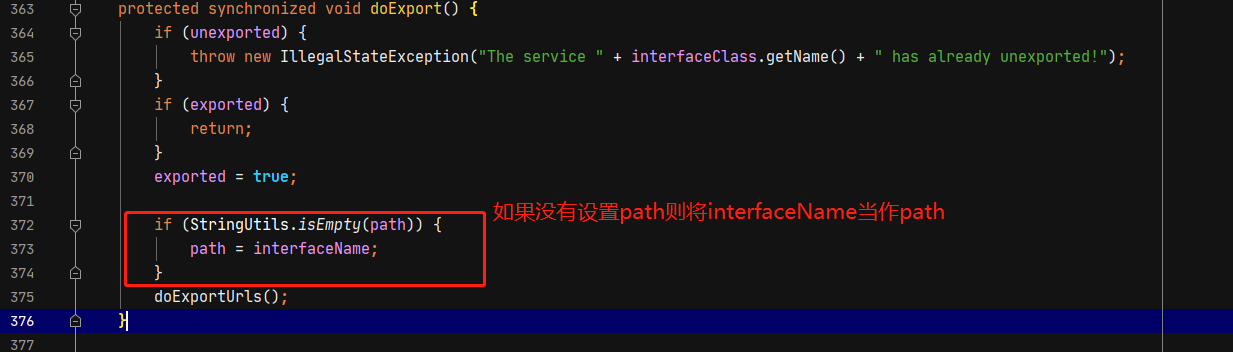 363 protected synchronized void doExport() {
364 if (unexported) {
365 throw new IllegalStateException("The service " + interfaceClass.getName() + " has already unexported!");
366 }
367 if (exported) {
368 return;
369 }
370 exported = true;
371
372 if (StringUtils.isEmpty(path)) { 如果没有设置path则将interfaceName当作path
373 path = interfaceName;
374 }
375 doExportUrls();
376 }
377